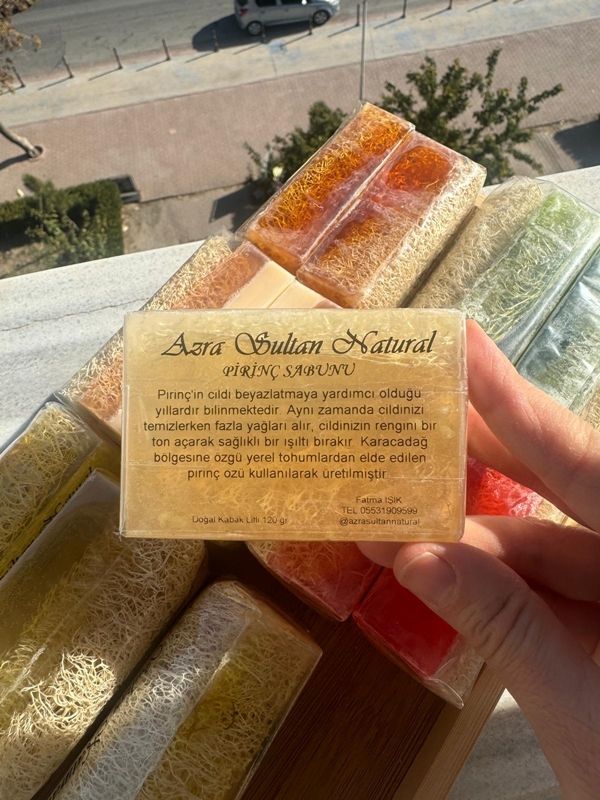 Azra Sultan Natural
PİRİNÇ SABUNU
Pirinç'in cildi beyazlatmaya yardımcı olduğu
yıllardır bilinmektedir. Aynı zamanda cildinizi
temizlerken fazla yağları alır, cildinizin rengini bir
ton açarak sağlıklı bir ışıltı bırakır. Karacadağ
bölgesine özgü yerel tohumlardan elde edilen
pirinç özü kullanılarak üretilmiştir.
Fatma IŞIK
TEL 05531909599
Doğal Kabak Lifli 120 gr
@azrasultannatural